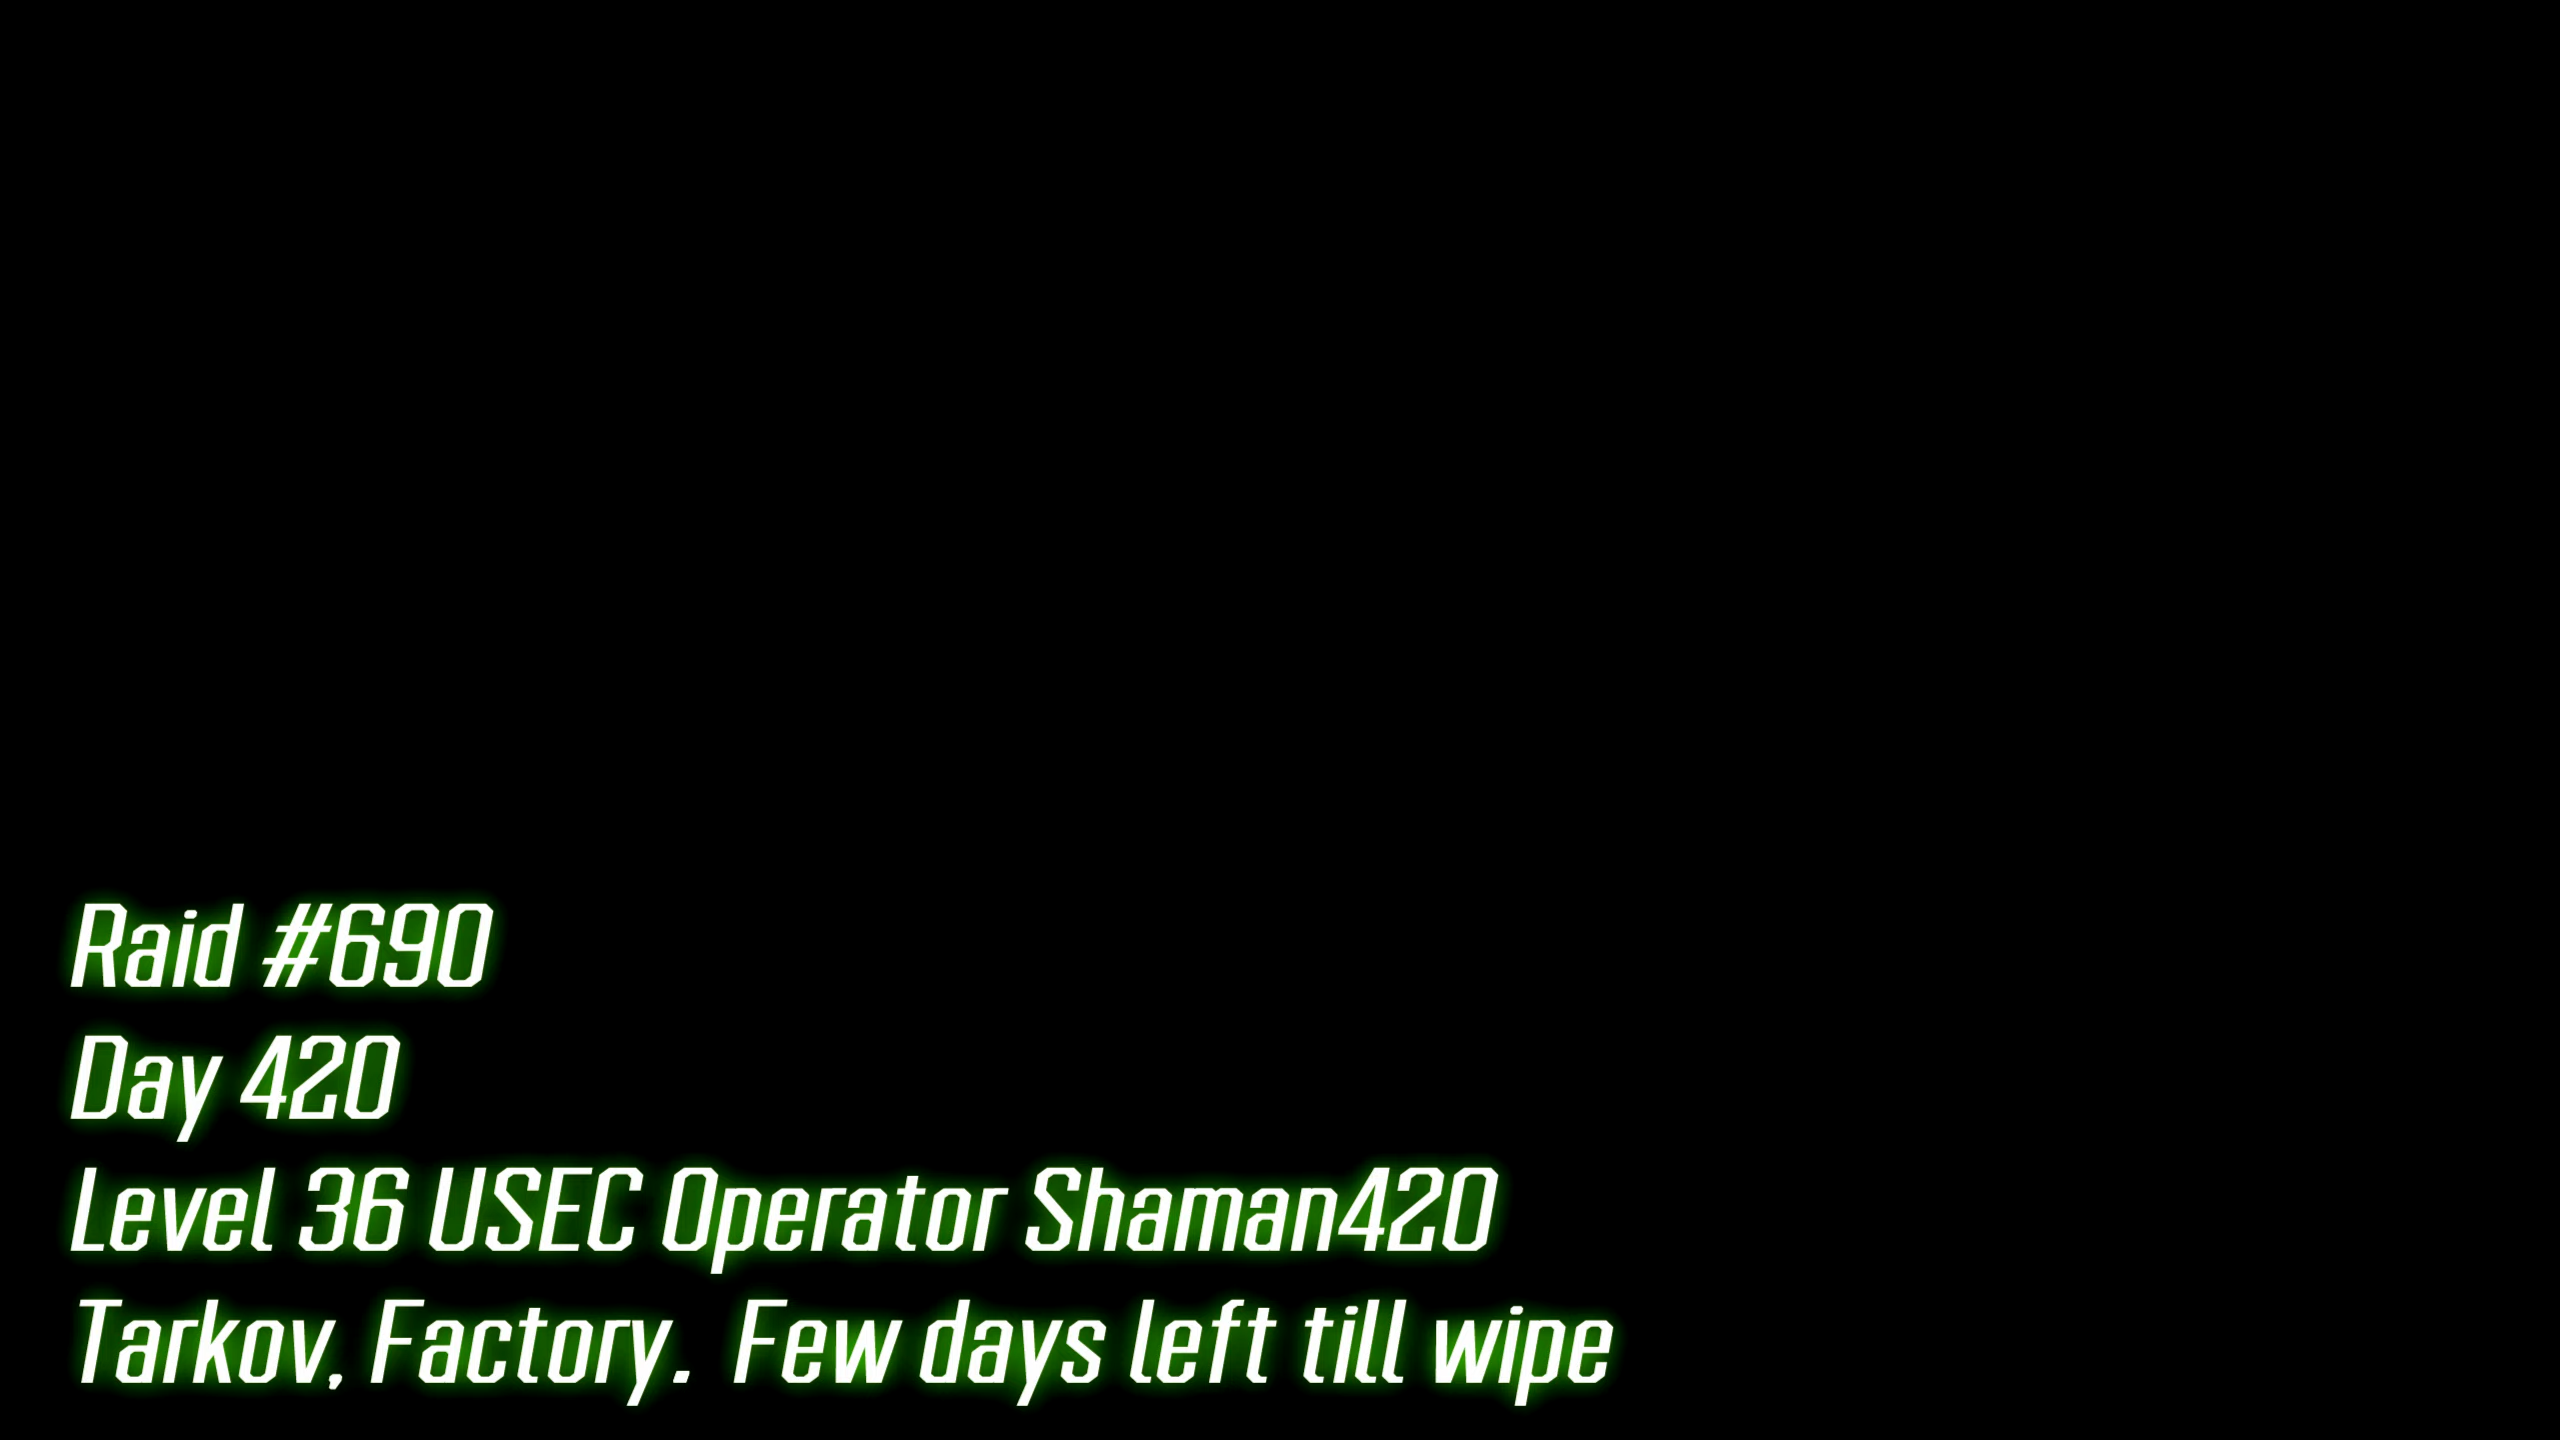 Raid #690
Day 420
Level 36 USEC Operator Shaman420
Tarkov, Factory.  Few days left till wipe